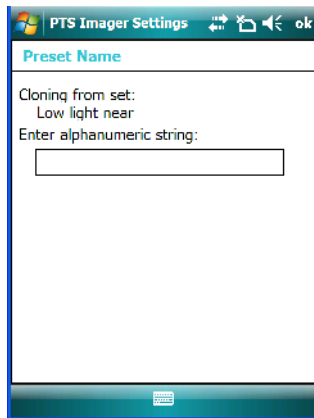 PTS Imager Settings ok
Preset Name
Cloning from set:
Low light near
Enter alphanumeric string: